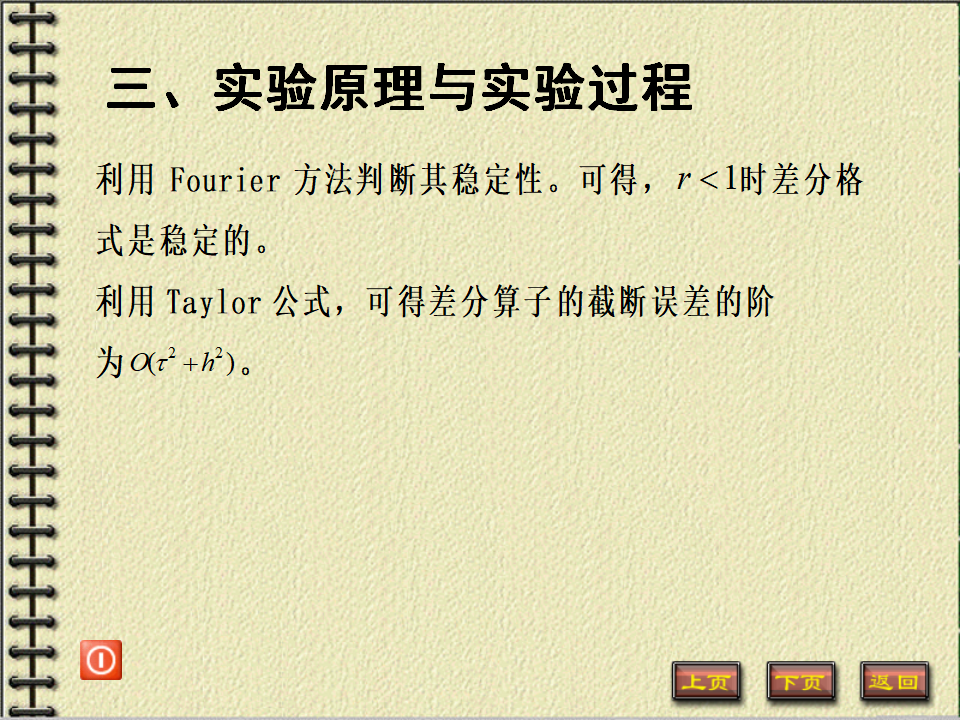 三、实验原理与实验过程
利用 Fourier 方法判断其稳定性。可得，r < 1时差分格
式是稳定的。
利用 Taylor 公式，可得差分算子的截断误差的阶
为 O(τ² + h²)。
上页 下页 返回